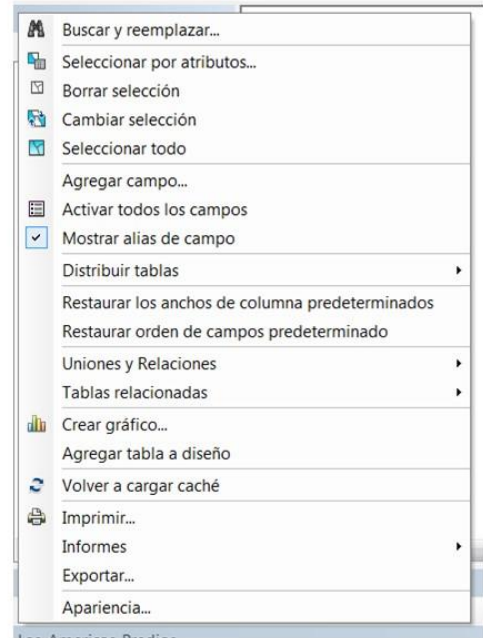 Buscar y reemplazar...
Seleccionar por atributos...
Borrar selección
Cambiar selección
Seleccionar todo
Agregar campo...
Activar todos los campos
Mostrar alias de campo
Distribuir tablas
Restaurar los anchos de columna predeterminados
Restaurar orden de campos predeterminado
Uniones y Relaciones
Tablas relacionadas
Crear gráfico...
Agregar tabla a diseño
Volver a cargar caché
Imprimir...
Informes
Exportar...
Apariencia...